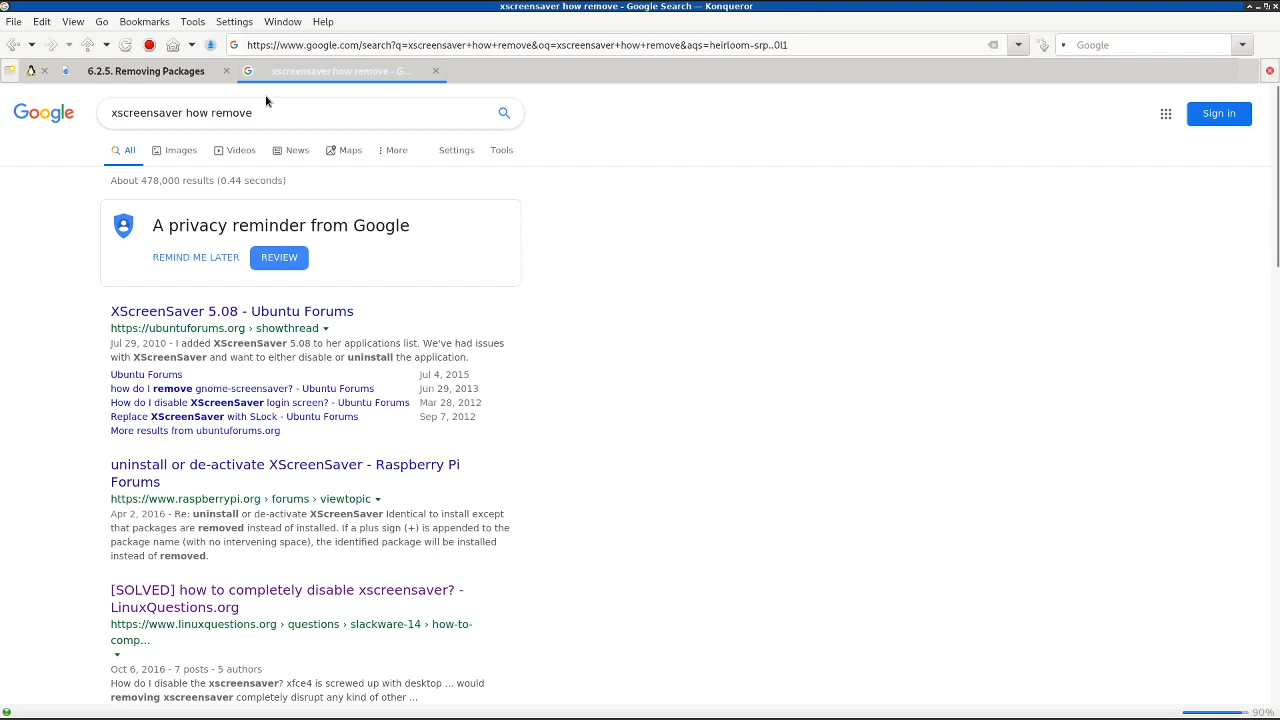 xscreensaver how remove - Google Search — Konqueror
File Edit View Go Bookmarks Tools Settings Window Help
https://www.google.com/search?q=xscreensaver+how+remove&oq=xscreensaver+how+remove&aqs=heirloom-srp..0l1
Google
6.2.5. Removing Packages
xscreensaver how remove - G...
Google
xscreensaver how remove
Sign in
All Images Videos News Maps More Settings Tools
About 478,000 results (0.44 seconds)
A privacy reminder from Google
REMIND ME LATER REVIEW
XScreenSaver 5.08 - Ubuntu Forums
https://ubuntuforums.org › showthread
Jul 29, 2010 - I added XScreenSaver 5.08 to her applications list. We've had issues
with XScreenSaver and want to either disable or uninstall the application.
Ubuntu Forums Jul 4, 2015
how do I remove gnome-screensaver? - Ubuntu Forums Jun 29, 2013
How do I disable XScreenSaver login screen? - Ubuntu Forums Mar 28, 2012
Replace XScreenSaver with SLock - Ubuntu Forums Sep 7, 2012
More results from ubuntuforums.org
uninstall or de-activate XScreenSaver - Raspberry Pi
Forums
https://www.raspberrypi.org › forums › viewtopic
Apr 2, 2016 - Re: uninstall or de-activate XScreenSaver Identical to install except
that packages are removed instead of installed. If a plus sign (+) is appended to the
package name (with no intervening space), the identified package will be installed
instead of removed.
[SOLVED] how to completely disable xscreensaver? -
LinuxQuestions.org
https://www.linuxquestions.org › questions › slackware-14 › how-to-
comp...
Oct 6, 2016 - 7 posts - 5 authors
How do I disable the xscreensaver? xfce4 is screwed up with desktop ... would
removing xscreensaver completely disrupt any kind of other ...
90%